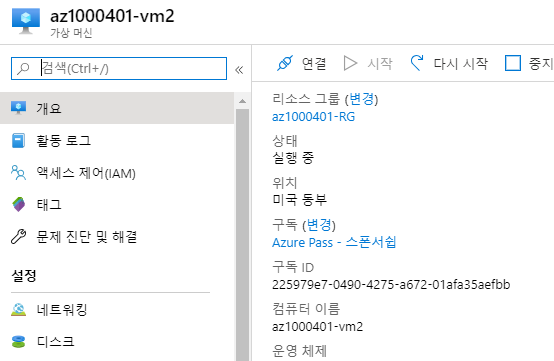 az1000401-vm2
가상 머신
검색(Ctrl+/)
«
연결
시작
다시 시작
중지
개요
활동 로그
액세스 제어(IAM)
태그
문제 진단 및 해결
설정
네트워킹
디스크
리소스 그룹 (변경)
az1000401-RG
상태
실행 중
위치
미국 동부
구독 (변경)
Azure Pass - 스폰서쉽
구독 ID
225979e7-0490-4275-a672-01afa35aefbb
컴퓨터 이름
az1000401-vm2
운영 체제